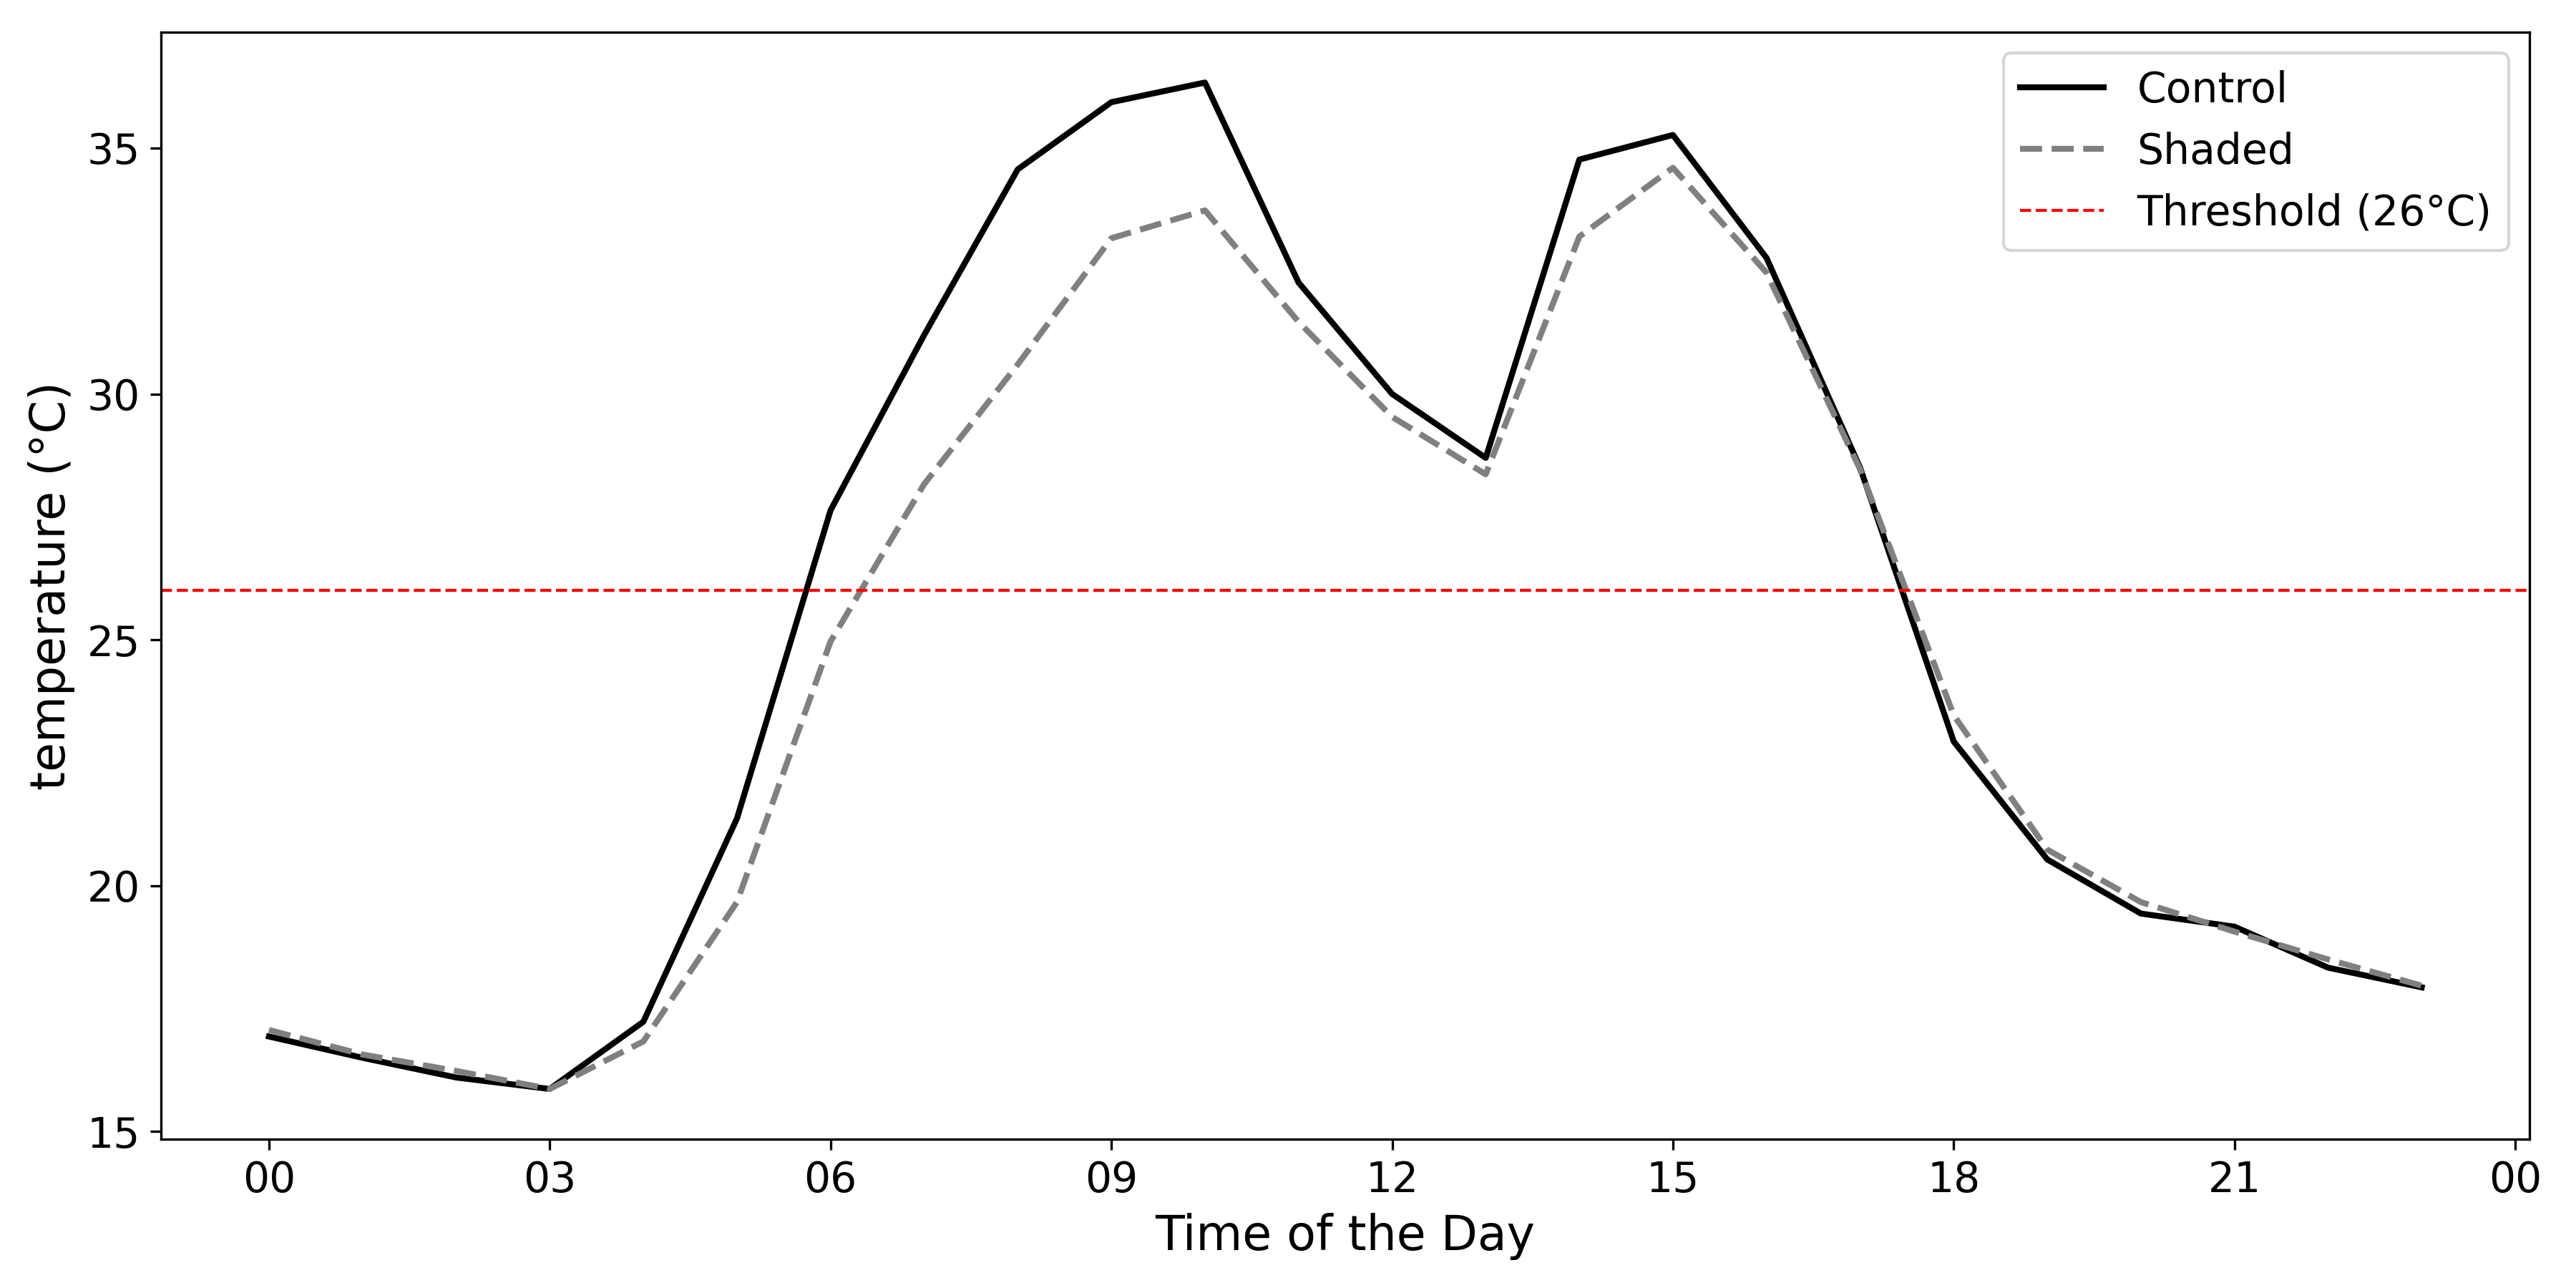 Control
Shaded
Threshold (26°C)
temperature (°C)
35
30
25
20
15
00 03 06 09 12 15 18 21 00
Time of the Day